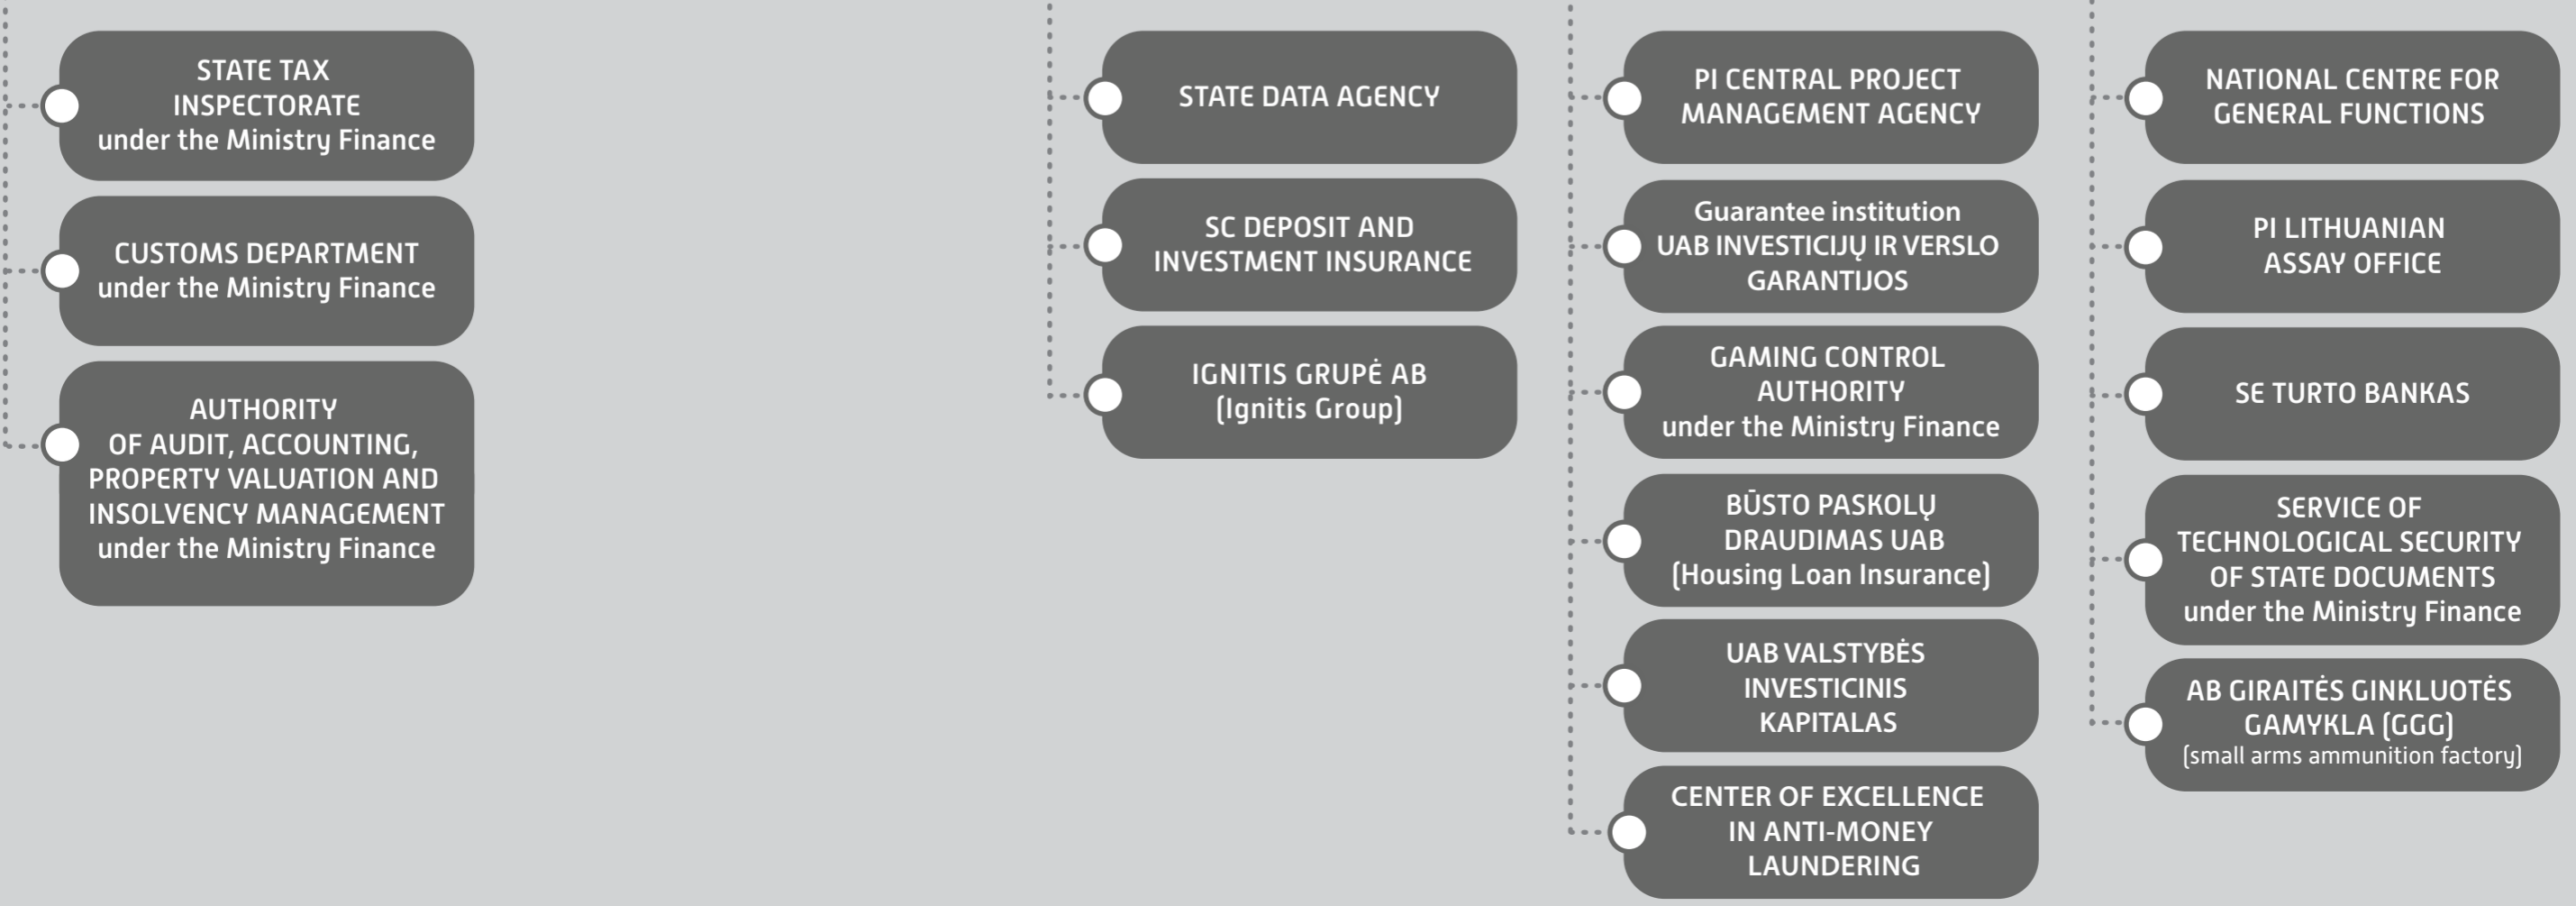 STATE TAX
INSPECTORATE
under the Ministry Finance
CUSTOMS DEPARTMENT
under the Ministry Finance
AUTHORITY
OF AUDIT, ACCOUNTING,
PROPERTY VALUATION AND
INSOLVENCY MANAGEMENT
under the Ministry Finance
STATE DATA AGENCY
SC DEPOSIT AND
INVESTMENT INSURANCE
IGNITIS GRUPĖ AB
(Ignitis Group)
PI CENTRAL PROJECT
MANAGEMENT AGENCY
Guarantee institution
UAB INVESTICIJŲ IR VERSLO
GARANTIJOS
GAMING CONTROL
AUTHORITY
under the Ministry Finance
BŪSTO PASKOLŲ
DRAUDIMAS UAB
(Housing Loan Insurance)
UAB VALSTYBĖS
INVESTICINIS
KAPITALAS
CENTER OF EXCELLENCE
IN ANTI-MONEY
LAUNDERING
NATIONAL CENTRE FOR
GENERAL FUNCTIONS
PI LITHUANIAN
ASSAY OFFICE
SE TURTO BANKAS
SERVICE OF
TECHNOLOGICAL SECURITY
OF STATE DOCUMENTS
under the Ministry Finance
AB GIRAITĖS GINKLUOTĖS
GAMYKLA (GGG)
(small arms ammunition factory)